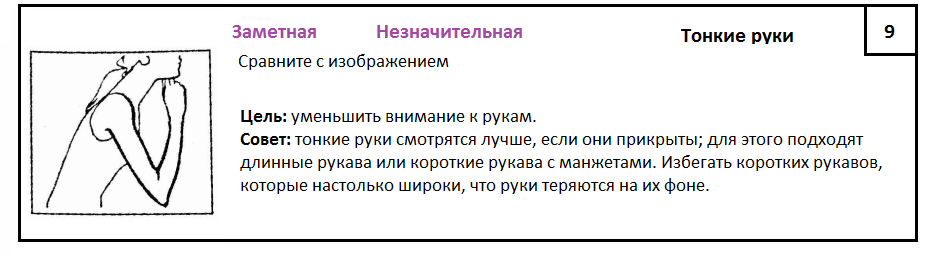 Заметная Незначительная Тонкие руки 9
Сравните с изображением
Цель: уменьшить внимание к рукам.
Совет: тонкие руки смотрятся лучше, если они прикрыты; для этого подходят
длинные рукава или короткие рукава с манжетами. Избегать коротких рукавов,
которые настолько широки, что руки теряются на их фоне.